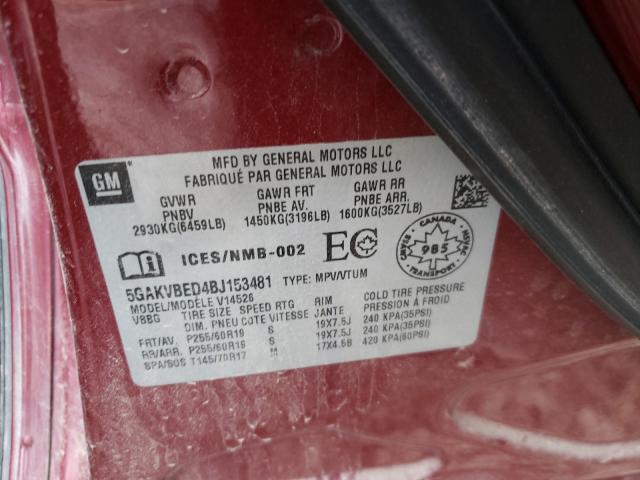 MFD BY GENERAL MOTORS LLC
FABRIQUÉ PAR GENERAL MOTORS LLC
GM
GVWR GAWR FRT GAWR RR
PNBV PNBE AV. PNBE ARR.
2930KG(6459LB) 1450KG(3196LB) 1600KG(3527LB)
ICES/NMB-002 EC
CANADA
985
TRANSPORT
5GAKVBED4BJ153481 TYPE: MPV/VTUM
MODEL/MODÈLE V14526
VBBG TIRE SIZE SPEED RTG RIM COLD TIRE PRESSURE
DIM. PNEU COTE VITESSE JANTE PRESSION A FROID
FRT/AV. P255/60R19 S 19X7.5J 240 KPA(35PSI)
RR/ARR. P255/60R19 S 19X7.5J 240 KPA(35PSI)
SPA/SOS T145/70R17 M 17X4.5B 420 KPA(60PSI)